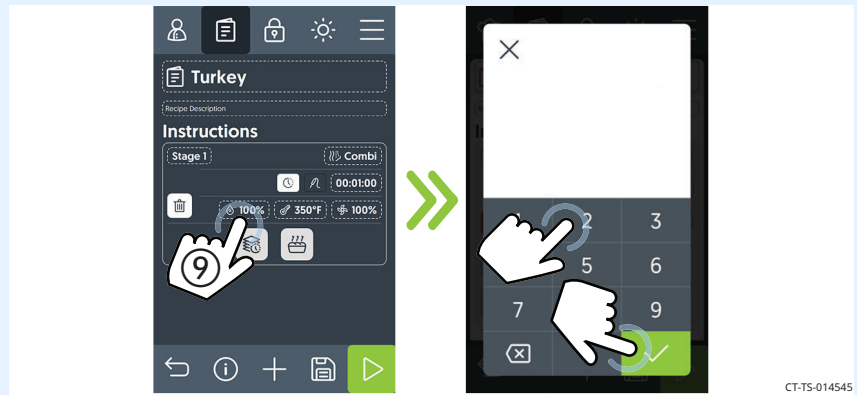 Turkey
Recipe Description
Instructions
Stage 1
Combi
00:01:00
100%
350°F
100%
9
2
3
5
6
7
9
CT-TS-014545